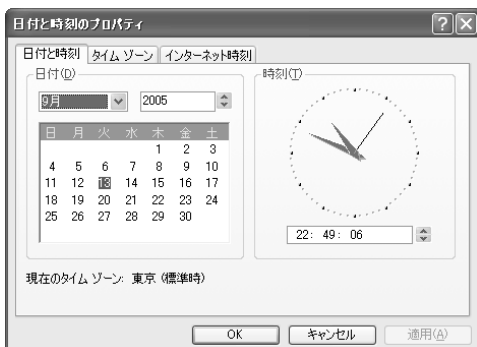 日付と時刻のプロパティ
日付と時刻 タイム ゾーン インターネット時刻
日付(D)
9月 2005
日 月 火 水 木 金 土
1 2 3
4 5 6 7 8 9 10
11 12 13 14 15 16 17
18 19 20 21 22 23 24
25 26 27 28 29 30
時刻(T)
22: 49: 06
現在のタイム ゾーン: 東京 (標準時)
OK キャンセル 適用(A)